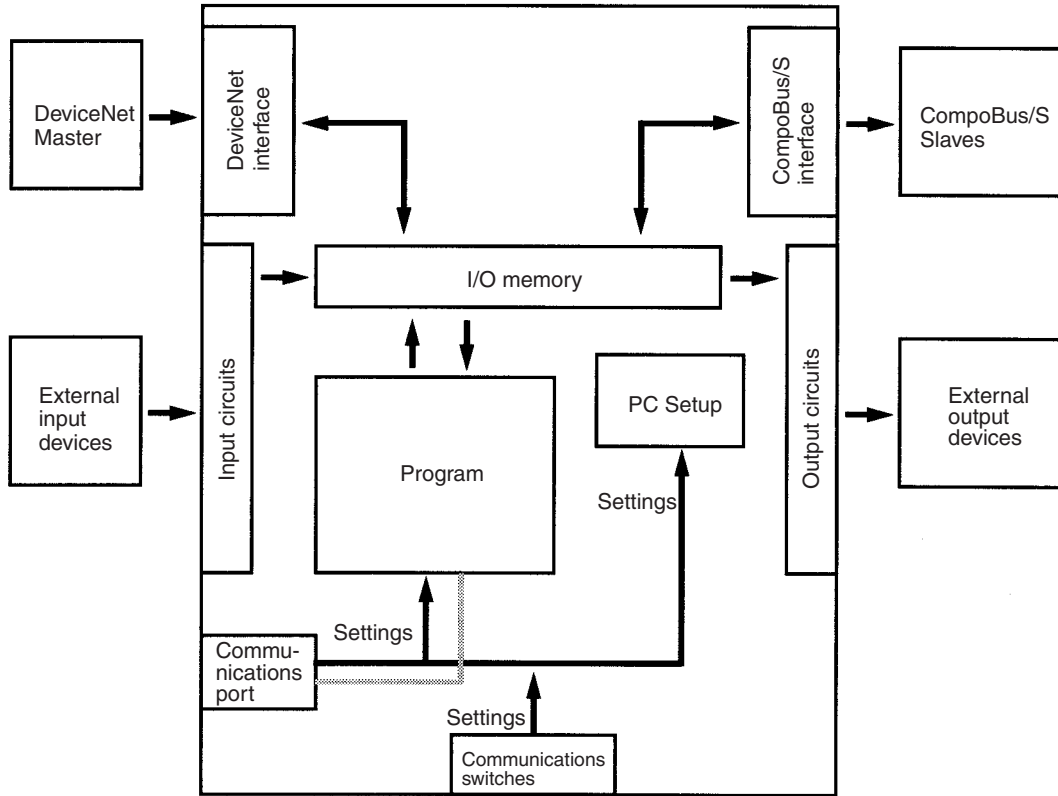 DeviceNet
Master
DeviceNet
interface
CompoBus/S
interface
CompoBus/S
Slaves
I/O memory
External
input
devices
Input circuits
Program
PC Setup
Output circuits
External
output
devices
Settings
Settings
Commu-
nications
port
Settings
Communications
switches